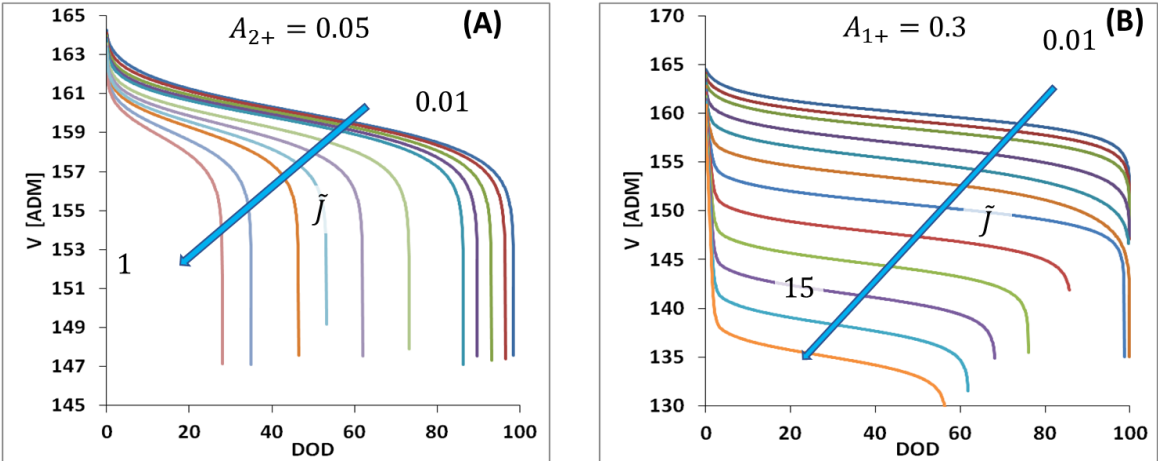 (A)
A₂₊ = 0.05
0.01
J̃
1
V [ADM]
165
163
161
159
157
155
153
151
149
147
145
0 20 40 60 80 100
DOD
(B)
A₁₊ = 0.3
0.01
J̃
15
V [ADM]
170
165
160
155
150
145
140
135
130
0 20 40 60 80 100
DOD